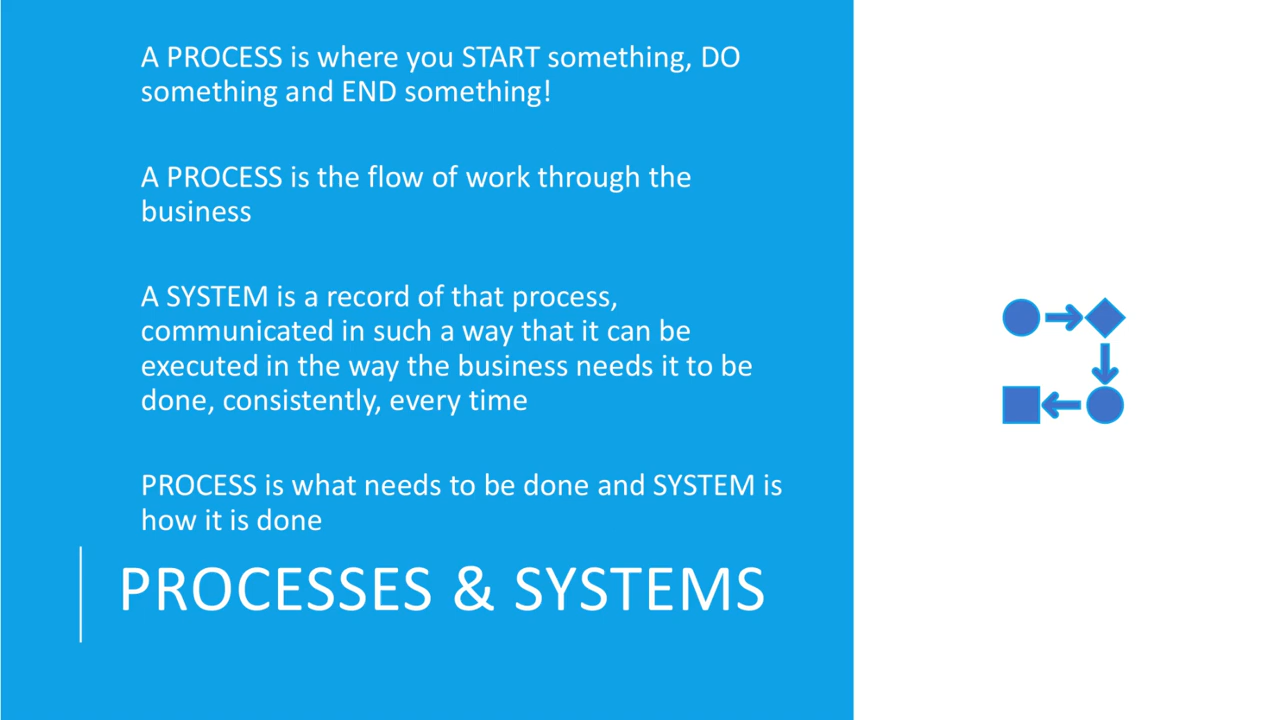 A PROCESS is where you START something, DO
something and END something!
A PROCESS is the flow of work through the
business
A SYSTEM is a record of that process,
communicated in such a way that it can be
executed in the way the business needs it to be
done, consistently, every time
PROCESS is what needs to be done and SYSTEM is
how it is done
PROCESSES & SYSTEMS